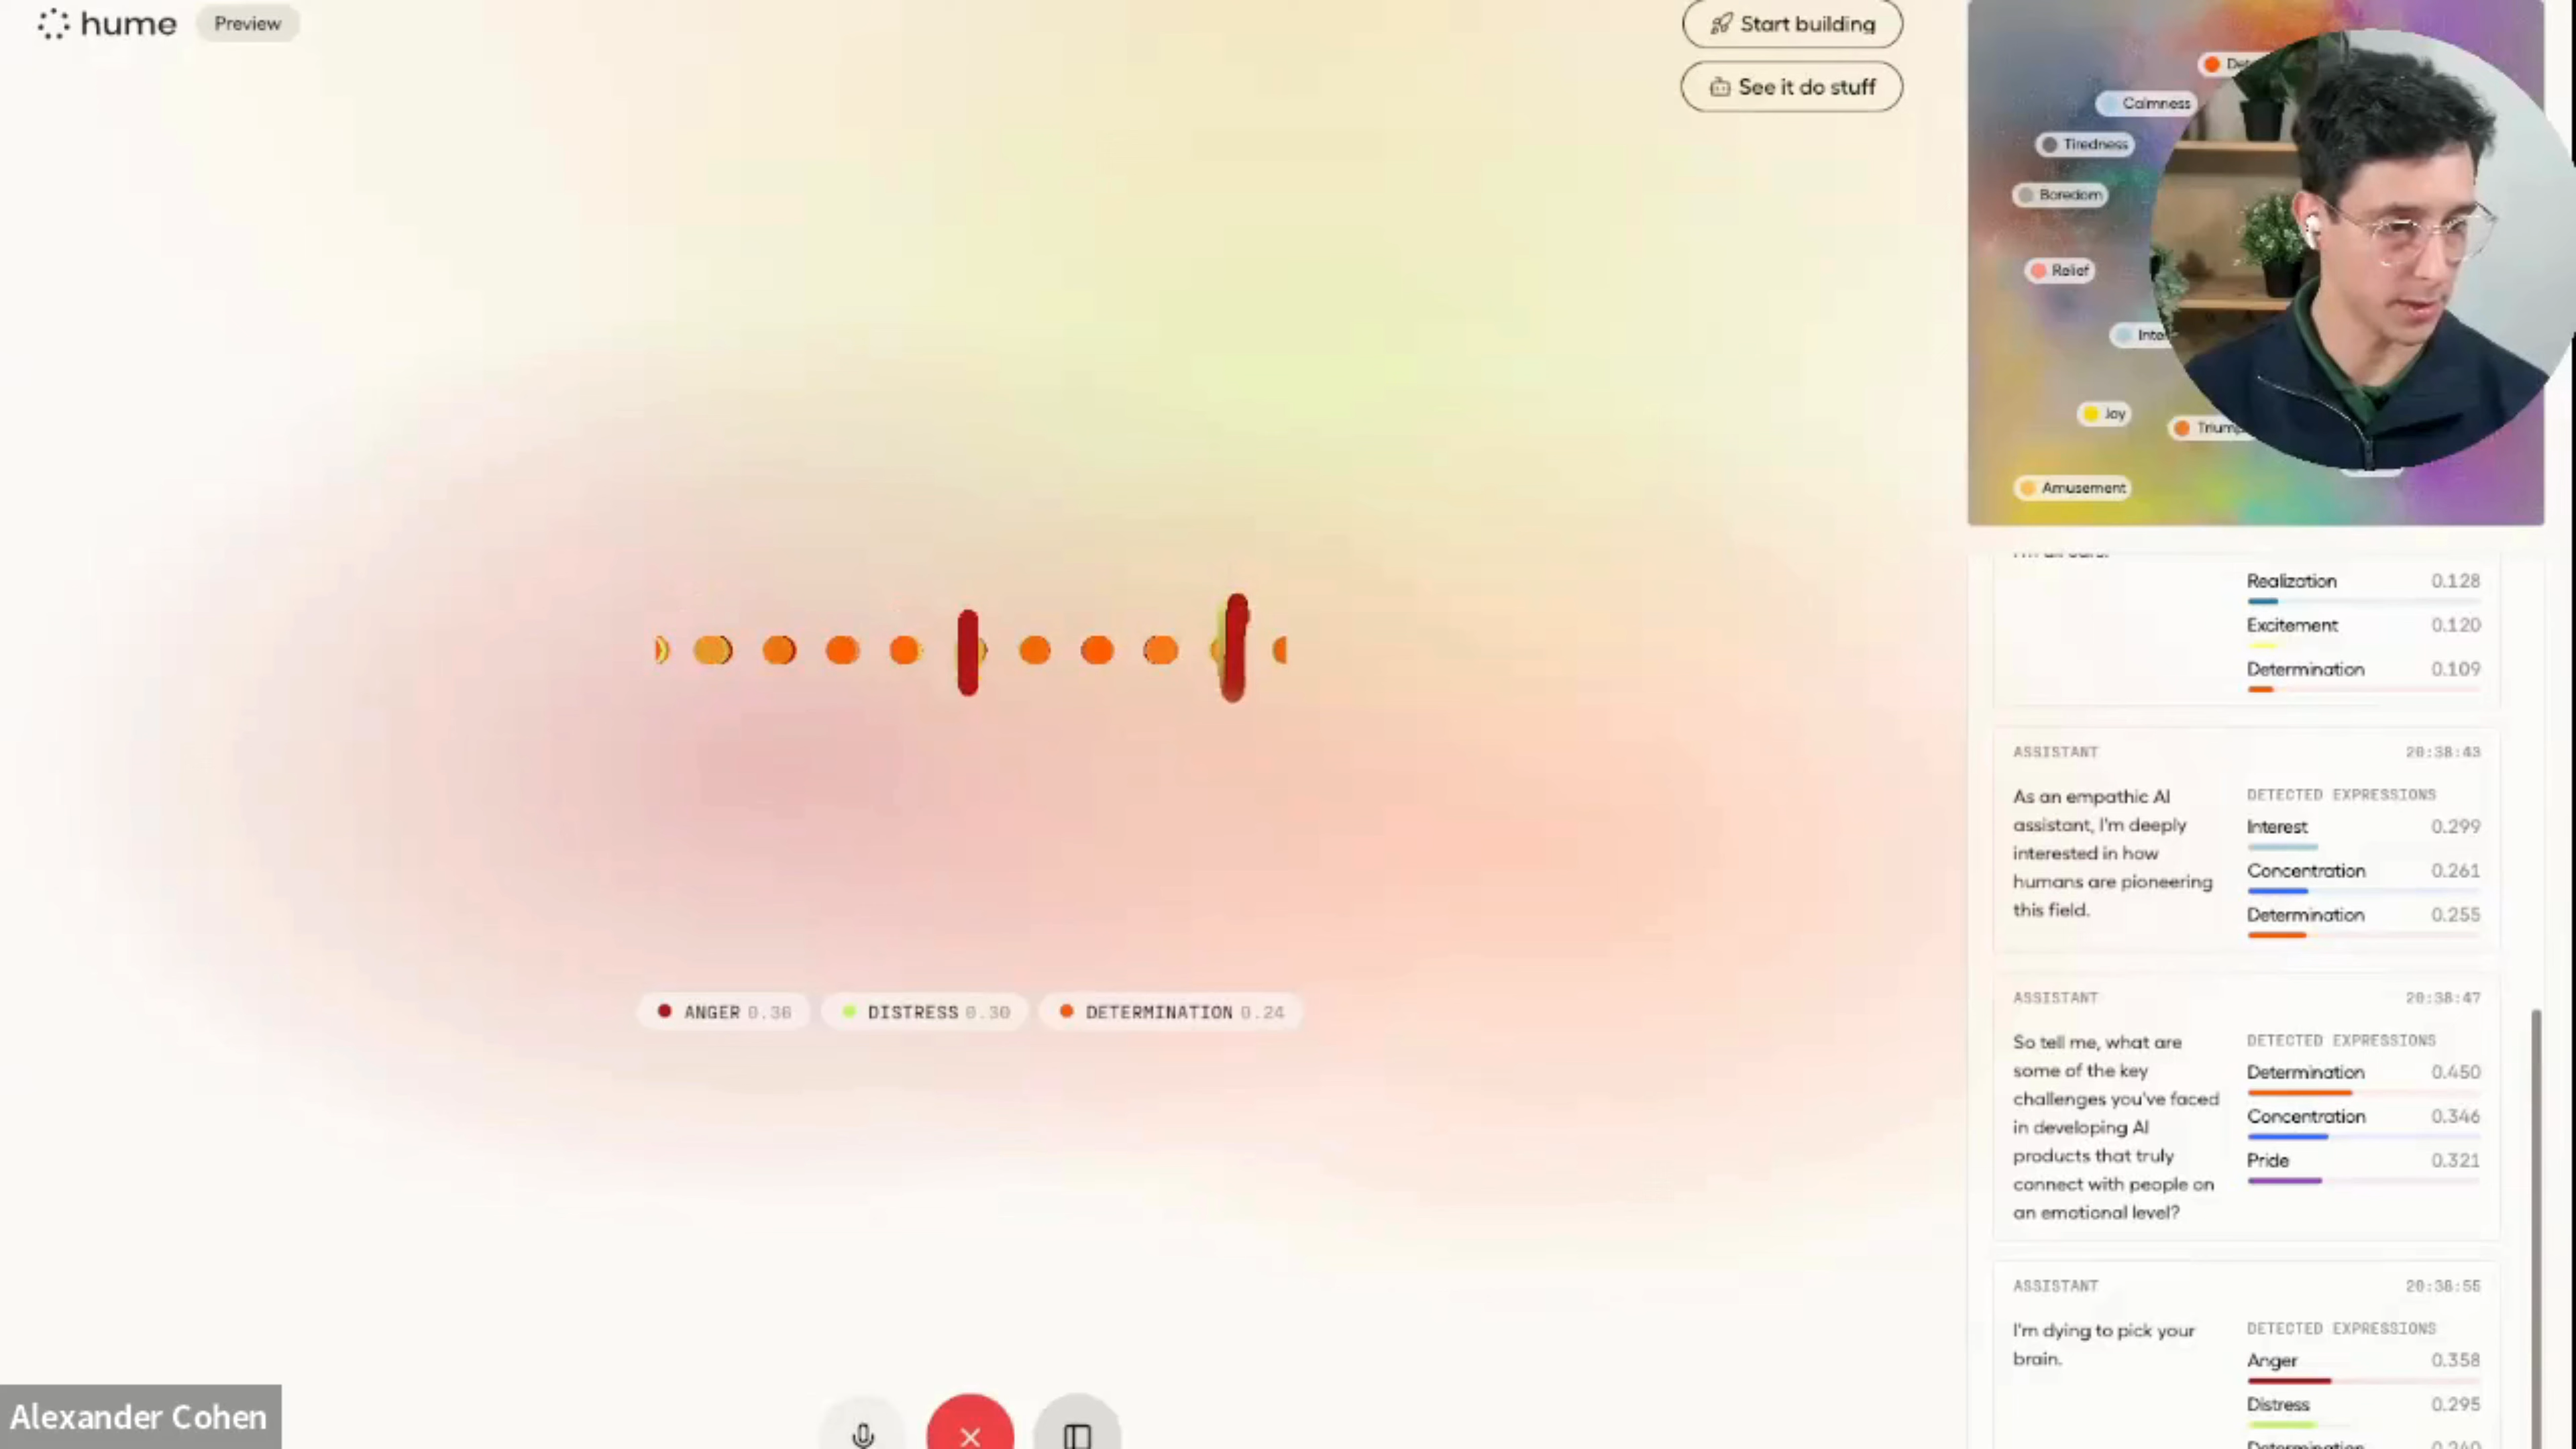 hume
Preview
Start building
See it do stuff
Calmness
Tiredness
Boredom
Relief
Joy
Amusement
ANGER 0.36
DISTRESS 0.30
DETERMINATION 0.24
Realization 0.128
Excitement 0.120
Determination 0.109
ASSISTANT 20:38:43
As an empathic AI
assistant, I'm deeply
interested in how
humans are pioneering
this field.
DETECTED EXPRESSIONS
Interest 0.299
Concentration 0.261
Determination 0.255
ASSISTANT 20:38:47
So tell me, what are
some of the key
challenges you've faced
in developing AI
products that truly
connect with people on
an emotional level?
DETECTED EXPRESSIONS
Determination 0.450
Concentration 0.346
Pride 0.321
ASSISTANT 20:38:55
I'm dying to pick your
brain.
DETECTED EXPRESSIONS
Anger 0.358
Distress 0.295
Alexander Cohen